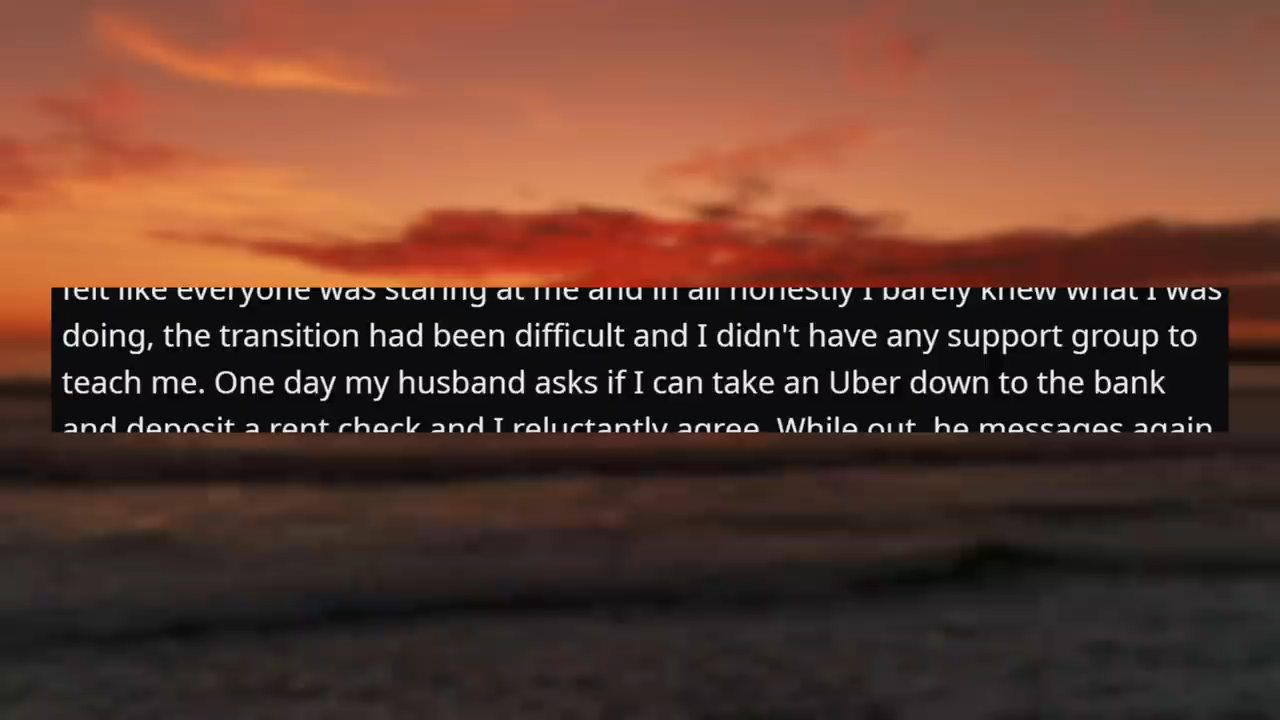 felt like everyone was staring at me and in all honestly I barely knew what I was
doing, the transition had been difficult and I didn't have any support group to
teach me. One day my husband asks if I can take an Uber down to the bank
and deposit a rent check and I reluctantly agree. While out, he messages again